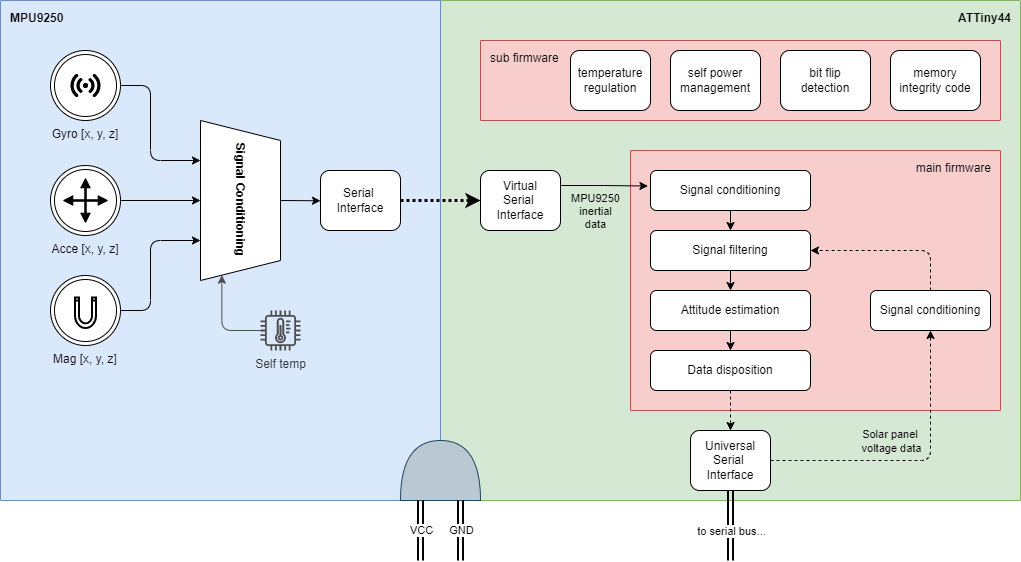 MPU9250
ATTiny44
sub firmware
temperature
regulation
self power
management
bit flip
detection
memory
integrity code
Gyro [x, y, z]
Acce [x, y, z]
Mag [x, y, z]
Signal Conditioning
Self temp
Serial
Interface
Virtual
Serial
Interface
MPU9250
inertial
data
main firmware
Signal conditioning
Signal filtering
Attitude estimation
Data disposition
Signal conditioning
Solar panel
voltage data
Universal
Serial
Interface
VCC
GND
to serial bus...